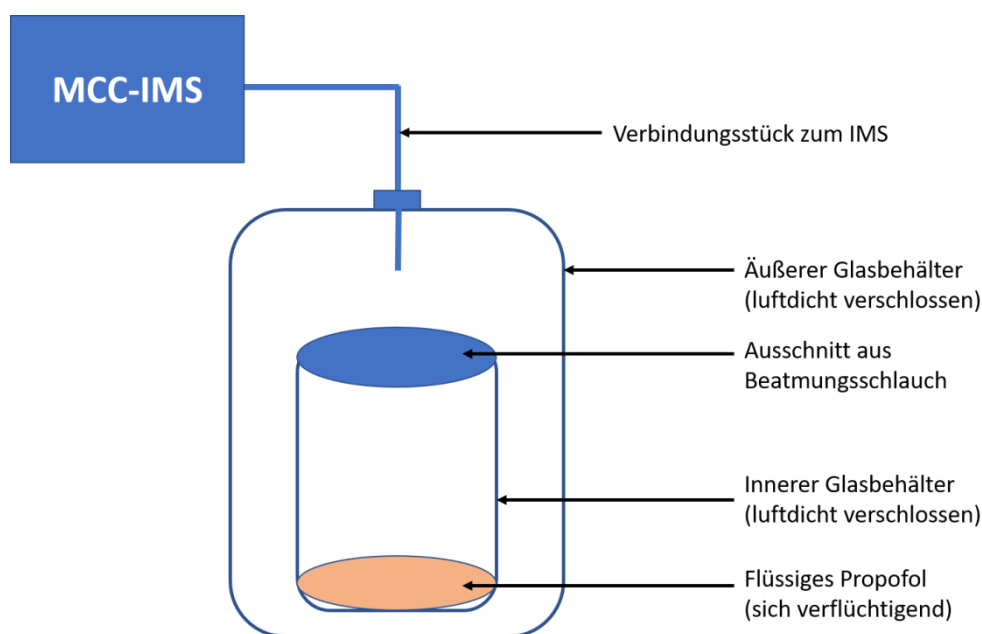 MCC-IMS
Verbindungsstück zum IMS
Äußerer Glasbehälter
(luftdicht verschlossen)
Ausschnitt aus
Beatmungsschlauch
Innerer Glasbehälter
(luftdicht verschlossen)
Flüssiges Propofol
(sich verflüchtigend)